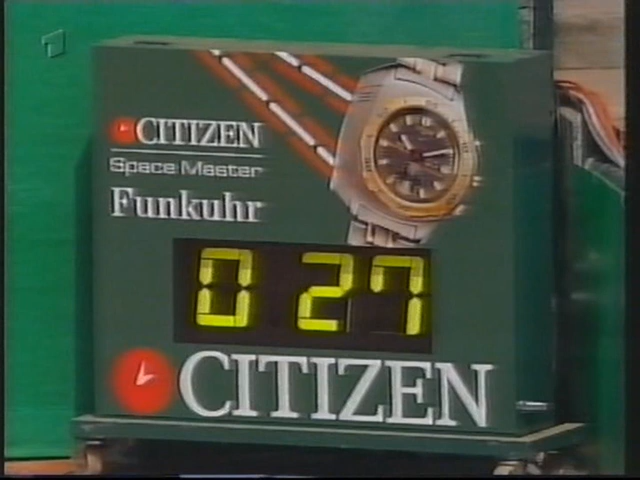 CITIZEN
Space Master
Funkuhr
0 27
CITIZEN